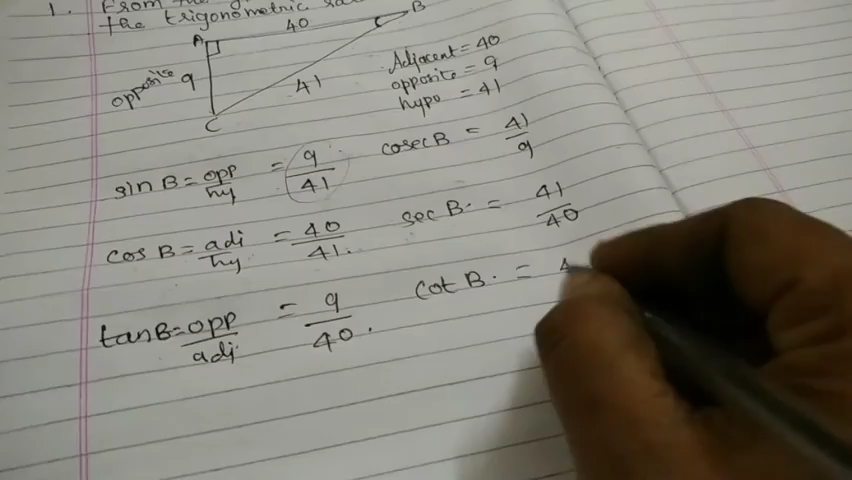 1. From the
the trigonometric
A 40 B
opposite 9
41
C
Adjacent = 40
opposite = 9
hypo = 41
sin B = opp/hy = 9/41 cosec B = 41/9
cos B = adj/hy = 40/41. sec B. = 41/40
tan B = opp/adj = 9/40. cot B. = 4